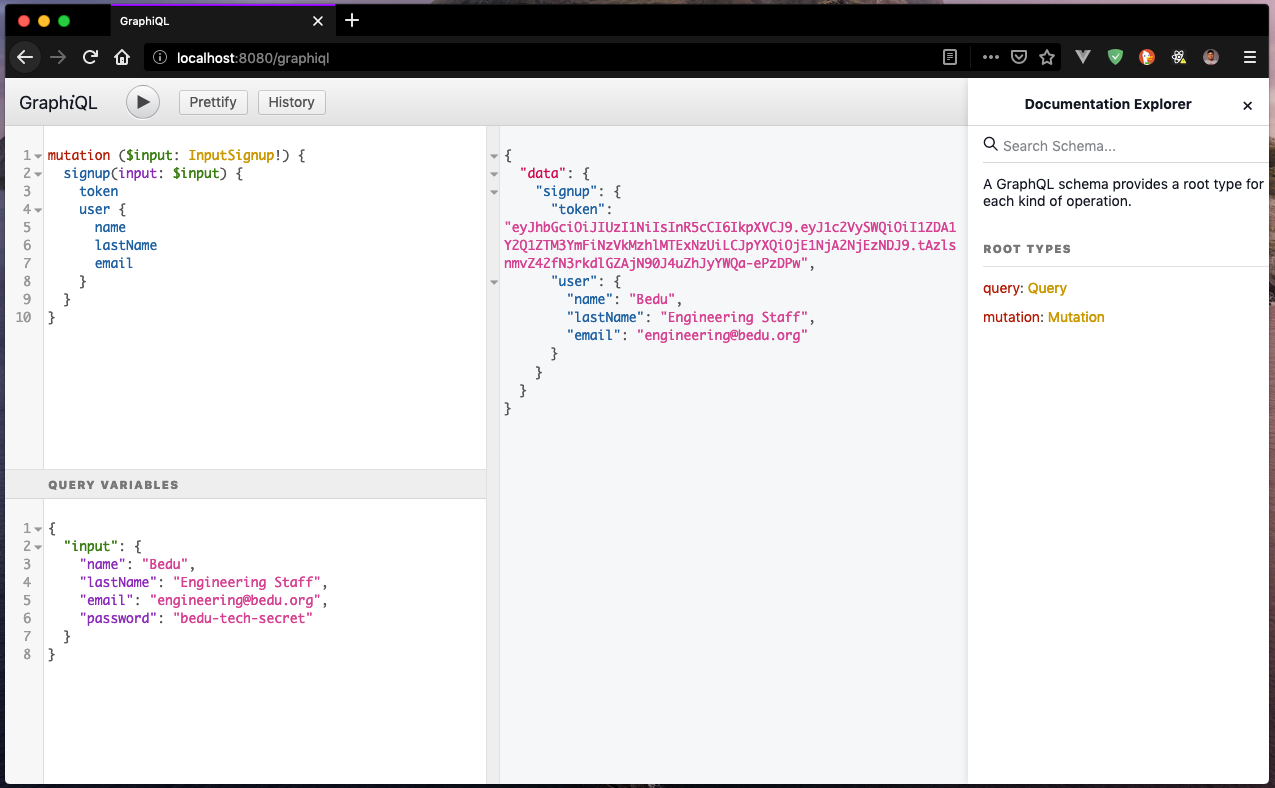 GraphiQL
localhost:8080/graphiql
GraphiQL
Prettify
History
1 mutation ($input: InputSignup!) {
2 signup(input: $input) {
3 token
4 user {
5 name
6 lastName
7 email
8 }
9 }
10 }
QUERY VARIABLES
1 {
2 "input": {
3 "name": "Bedu",
4 "lastName": "Engineering Staff",
5 "email": "engineering@bedu.org",
6 "password": "bedu-tech-secret"
7 }
8 }
{
"data": {
"signup": {
"token":
"eyJhbGciOiJIUzI1NiIsInR5cCI6IkpXVCJ9.eyJ1c2VySWQiOiI1ZDA1
Y2Q1ZTM3YmFiNzVkMzhlMTExNzUiLCJpYXQiOjE1NjA2NjEzNDJ9.tAzls
nmvZ42fN3rkdlGZAjN90J4uZhJyYWQa-ePzDPw",
"user": {
"name": "Bedu",
"lastName": "Engineering Staff",
"email": "engineering@bedu.org"
}
}
}
}
Documentation Explorer
Search Schema...
A GraphQL schema provides a root type for
each kind of operation.
ROOT TYPES
query: Query
mutation: Mutation